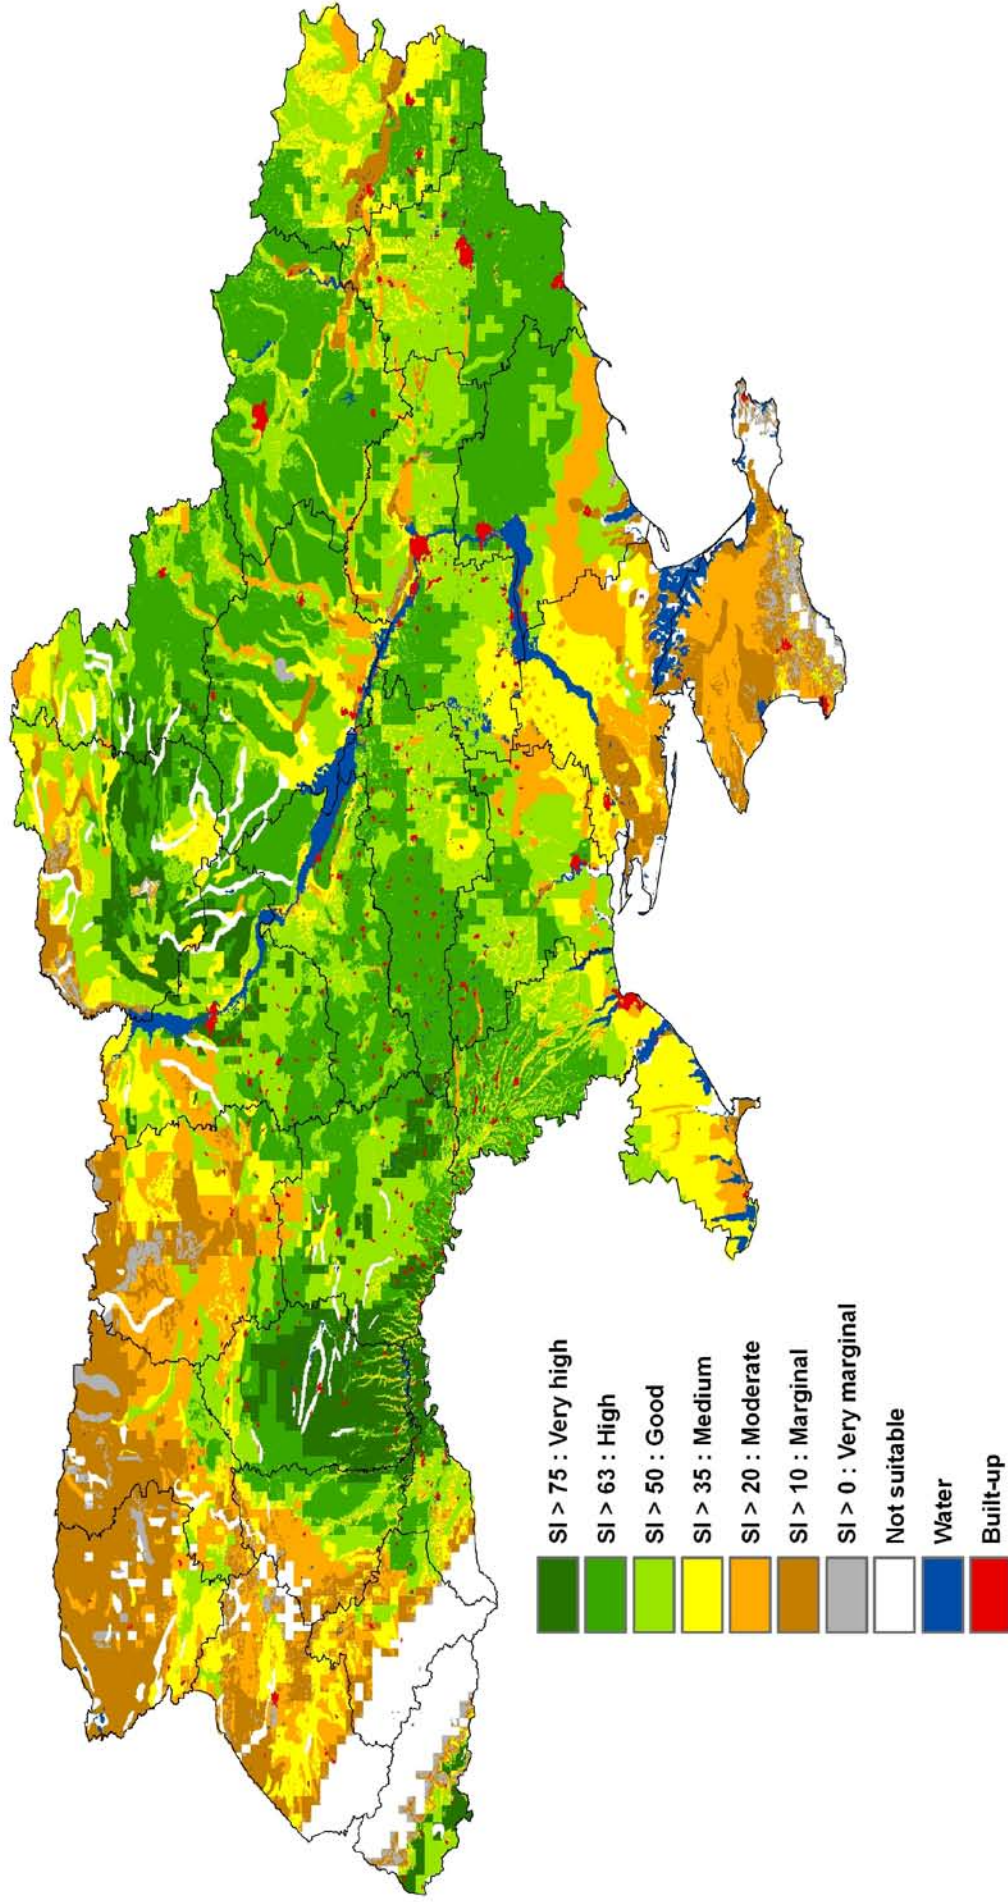 SI > 75 : Very high
SI > 63 : High
SI > 50 : Good
SI > 35 : Medium
SI > 20 : Moderate
SI > 10 : Marginal
SI > 0 : Very marginal
Not suitable
Water
Built-up